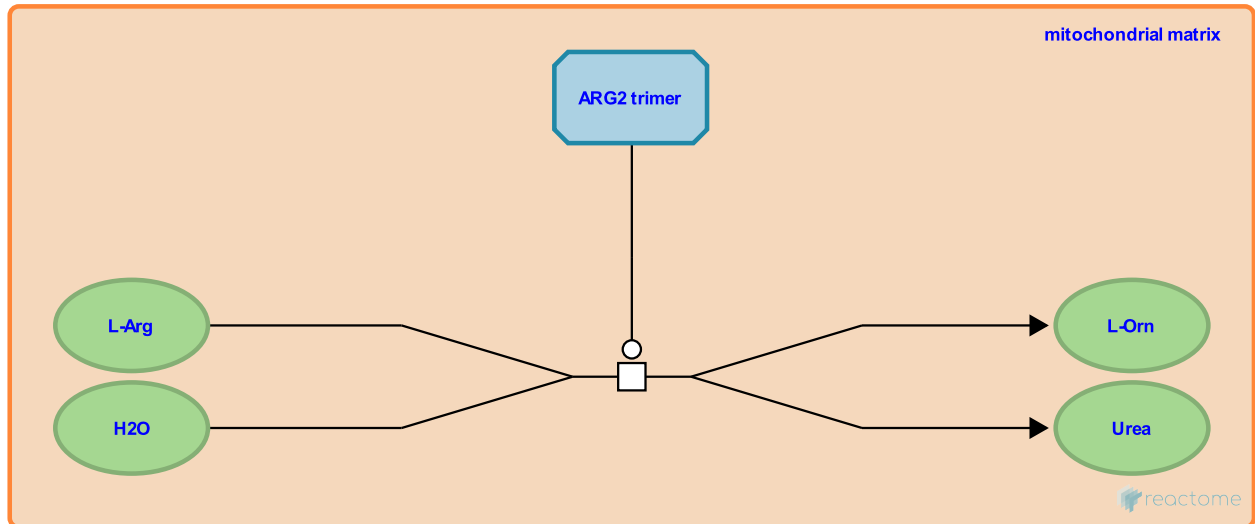 mitochondrial matrix
ARG2 trimer
L-Arg
L-Orn
H2O
Urea
reactome